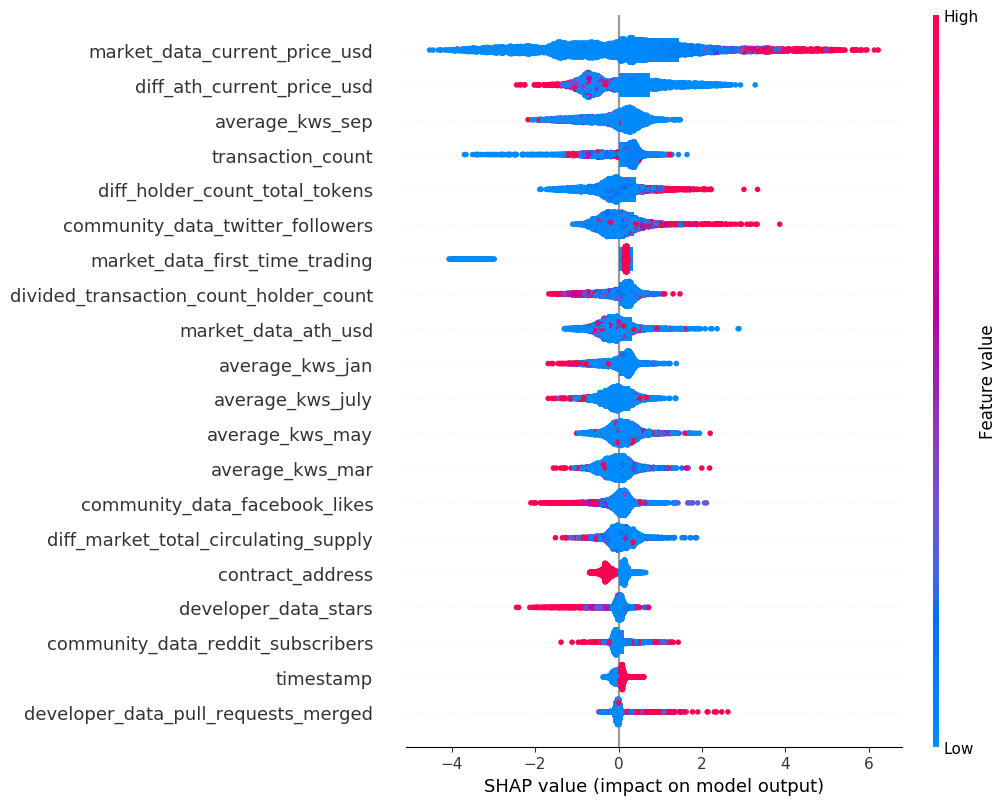 High
market_data_current_price_usd
diff_ath_current_price_usd
average_kws_sep
transaction_count
diff_holder_count_total_tokens
community_data_twitter_followers
market_data_first_time_trading
divided_transaction_count_holder_count
market_data_ath_usd
average_kws_jan
average_kws_july
average_kws_may
average_kws_mar
community_data_facebook_likes
diff_market_total_circulating_supply
contract_address
developer_data_stars
community_data_reddit_subscribers
timestamp
developer_data_pull_requests_merged
Feature value
Low
−4 −2 0 2 4 6
SHAP value (impact on model output)